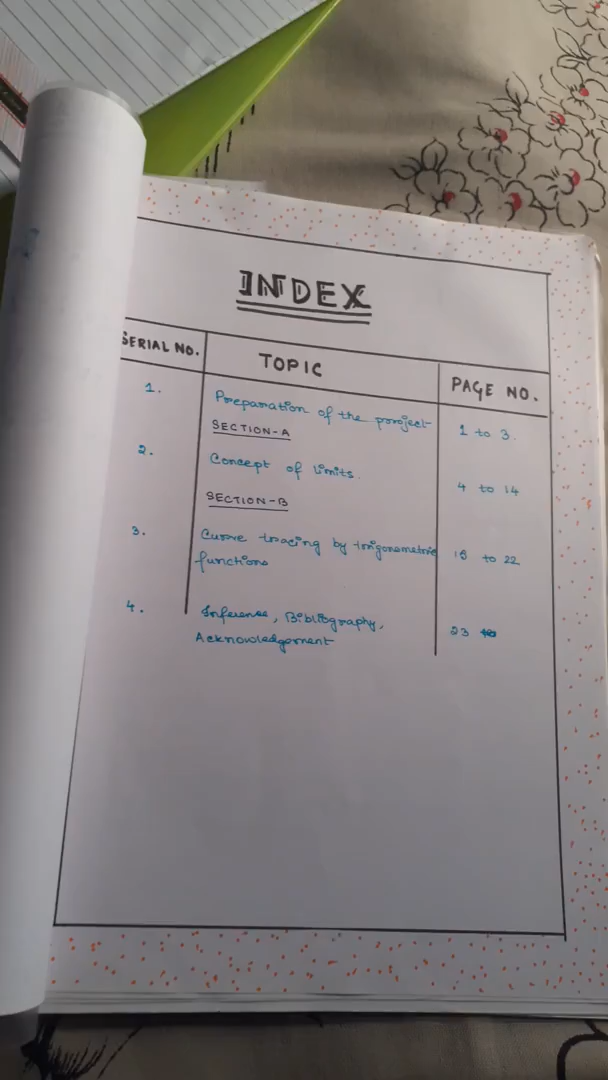 INDEX
SERIAL NO. TOPIC PAGE NO.
1. Preparation of the project 1 to 3.
SECTION-A
2. Concept of limits. 4 to 14
SECTION-B
3. Curve tracing by trigonometric 15 to 22
functions
4. Inference, Bibliography, 23 to
Acknowledgement